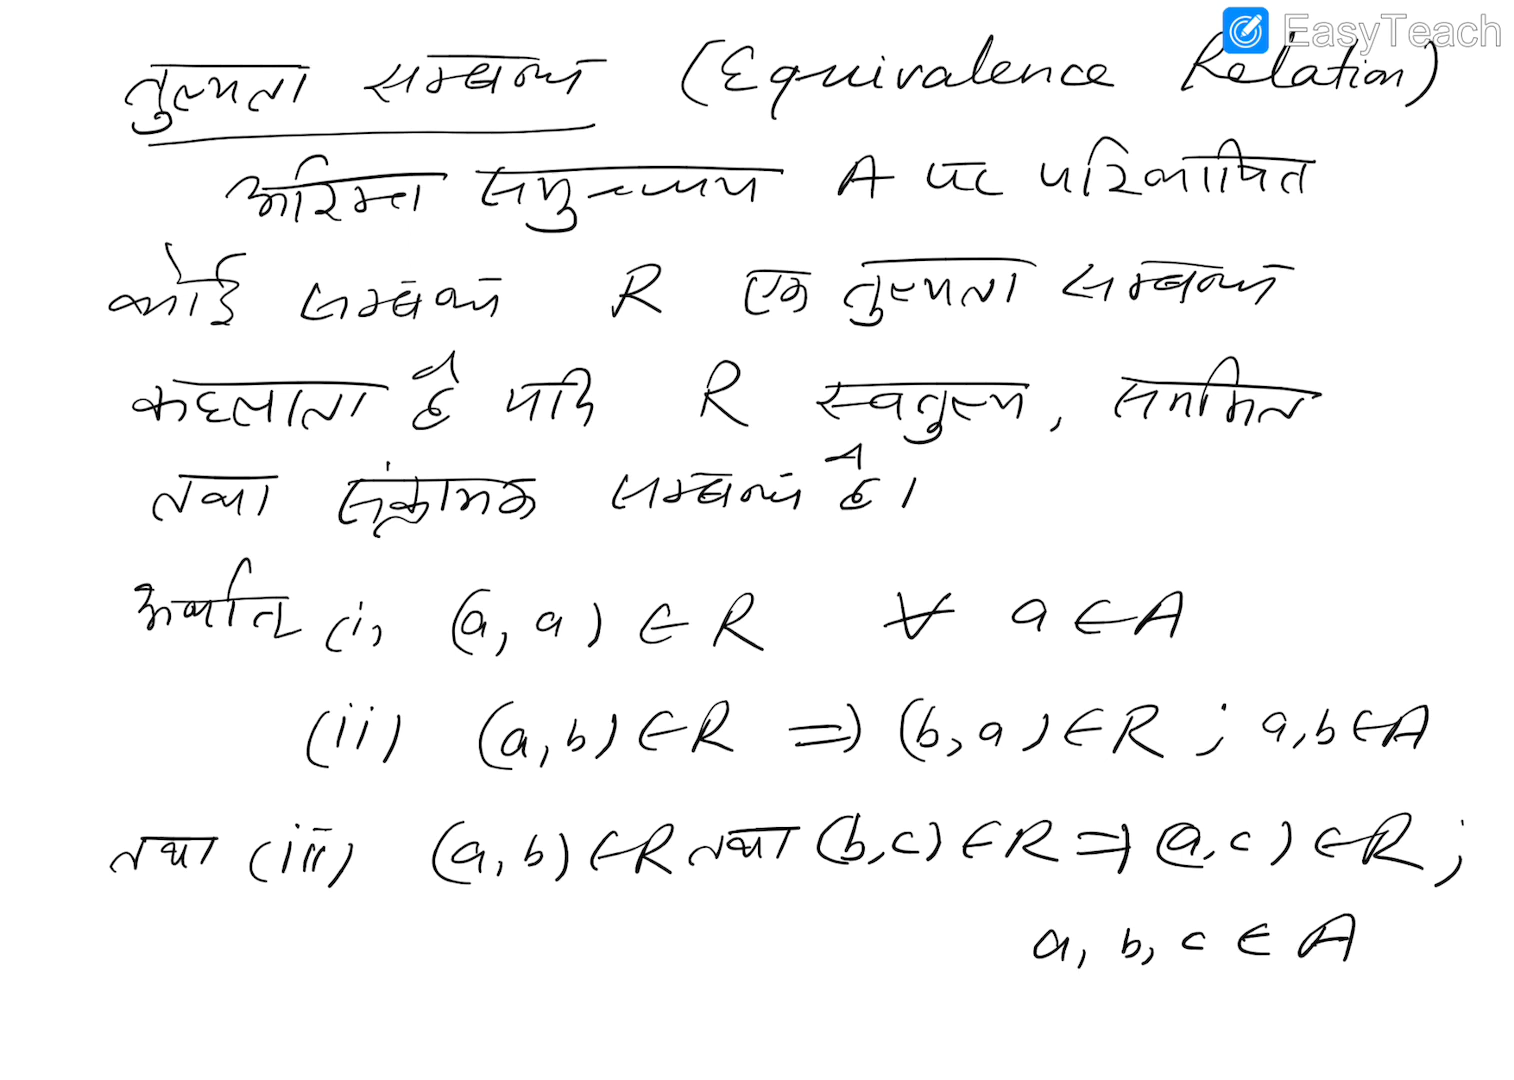 EasyTeach
तुल्यता सम्बन्ध (Equivalence Relation)
अरिक्त समुच्चय A पर परिभाषित
कोई सम्बंध R एक तुल्यता सम्बन्ध
कहलाता है यदि R स्वतुल्य, सममित
तथा संक्रामक सम्बन्ध है।
अर्थात (i) (a, a) ∈ R ∀ a ∈ A
(ii) (a, b) ∈ R ⇒ (b, a) ∈ R ; a, b ∈ A
तथा (iii) (a, b) ∈ R तथा (b, c) ∈ R ⇒ (a, c) ∈ R ;
a, b, c ∈ A